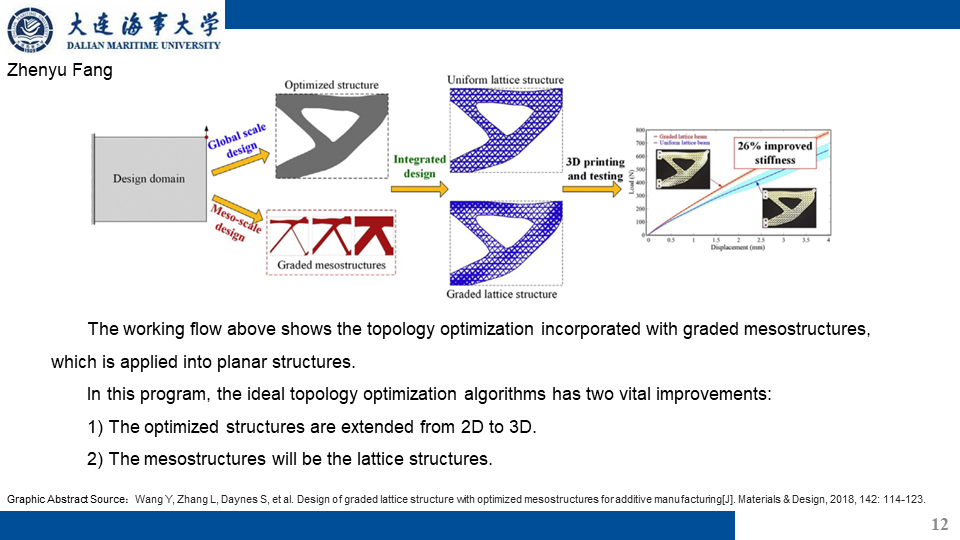 大连海事大学
DALIAN MARITIME UNIVERSITY
Zhenyu Fang
Optimized structure
Uniform lattice structure
Global scale
design
Design domain
Integrated
design
3D printing
and testing
Graded lattice beam
Uniform lattice beam
26% improved
stiffness
Load (N)
800
700
600
500
400
300
200
100
0
0 0.5 1 1.5 2 2.5 3 3.5 4
Displacement (mm)
Meso-scale
design
Graded mesostructures
Graded lattice structure
The working flow above shows the topology optimization incorporated with graded mesostructures,
which is applied into planar structures.
In this program, the ideal topology optimization algorithms has two vital improvements:
1) The optimized structures are extended from 2D to 3D.
2) The mesostructures will be the lattice structures.
Graphic Abstract Source：Wang Y, Zhang L, Daynes S, et al. Design of graded lattice structure with optimized mesostructures for additive manufacturing[J]. Materials & Design, 2018, 142: 114-123.
12